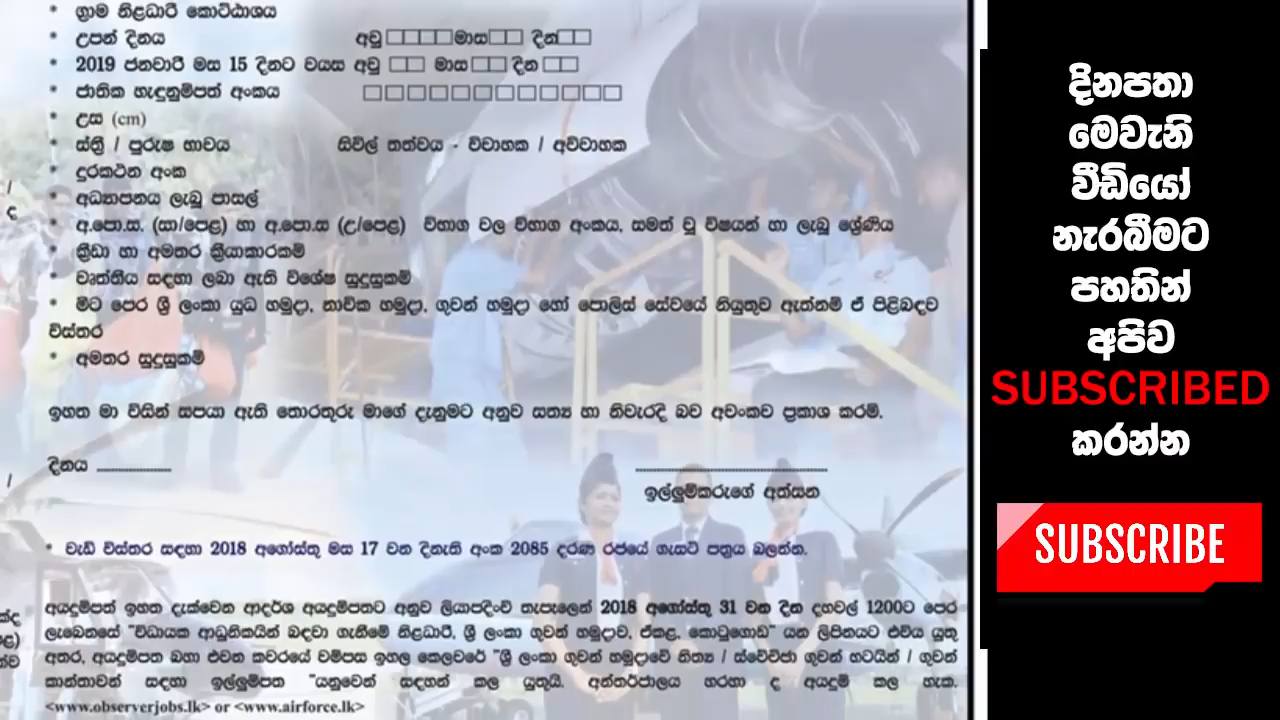 * ග්‍රාම නිළධාරී කොට්ඨාශය
* උපන් දිනය අවු □□□□ මාස □□ දින □□
* 2019 ජනවාරී මස 15 දිනට වයස අවු □□ මාස □□ දින □□
* ජාතික හැඳුනුම්පත් අංකය □□□□□□□□□□□□
* උස (cm)
* ස්ත්‍රී / පුරුෂ භාවය සිවිල් තත්වය - විවාහක / අවිවාහක
* දුරකථන අංක
* අධ්‍යාපනය ලැබූ පාසල්
* අ.පො.ස. (සා/පෙළ) හා අ.පො.ස (උ/පෙළ) විභාග වල විභාග අංකය, සමත් වූ විෂයන් හා ලැබූ ශ්‍රේණිය
* ක්‍රීඩා හා අමතර ක්‍රියාකාරකම්
* වෘත්තීය සඳහා ලබා ඇති විශේෂ සුදුසුකම්
* මිට පෙර ශ්‍රී ලංකා යුධ හමුදා, නාවික හමුදා, ගුවන් හමුදා හෝ පොලිස් සේවයේ නියුතුව ඇත්නම් ඒ පිළිබඳව
විස්තර
* අමතර සුදුසුකම්
ඉහත මා විසින් සපයා ඇති තොරතුරු මාගේ දැනුමට අනුව සත්‍ය හා නිවැරදි බව අවංකව ප්‍රකාශ කරමි.
දිනය ....................
ඉල්ලුම්කරුගේ අත්සන
* වැඩි විස්තර සඳහා 2018 අගෝස්තු මස 17 වන දිනැති අංක 2085 දරණ රජයේ ගැසට් පත්‍රය බලන්න.
අයදුම්පත් ඉහත දැක්වෙන ආදර්ශ අයදුම්පතට අනුව ලියාපදිංචි තැපෑලෙන් 2018 අගෝස්තු 31 වන දින දහවල් 1200ට පෙර
ලැබෙනසේ "විධායක ආධුනිකයින් බඳවා ගැනීමේ නිළධාරී, ශ්‍රී ලංකා ගුවන් හමුදාව, ඒකළ, කොටුගොඩ" යන ලිපිනයට එවිය යුතු
අතර, අයදුම්පත බහා එවන කවරයේ වම්පස ඉහල කෙලවරේ "ශ්‍රී ලංකා ගුවන් හමුදාවේ නිත්‍ය / ස්වේච්ඡා ගුවන් භටයින් / ගුවන්
කාන්තාවන් සඳහා ඉල්ලුම්පත "යනුවෙන් සඳහන් කල යුතුයි. අන්තර්ජාලය හරහා ද අයදුම් කල හැක.
<www.observerjobs.lk> or <www.airforce.lk>
දිනපතා
මෙවැනි
වීඩියෝ
නැරබීමට
පහතින්
අපිව
SUBSCRIBED
කරන්න
SUBSCRIBE